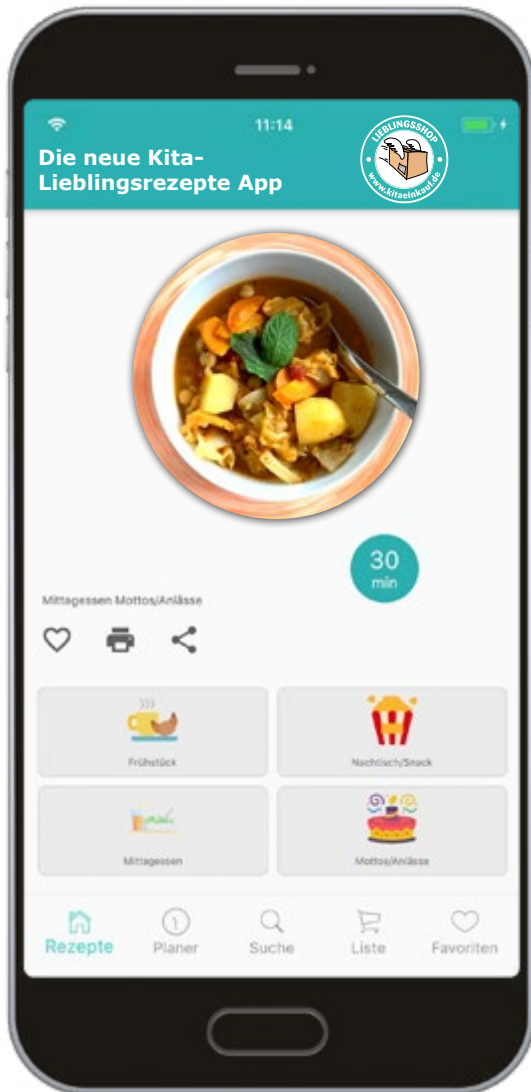 11:14
Die neue Kita-
Lieblingsrezepte App
LIEBLINGSSHOP
www.kitaeinkauf.de
30
min
Mittagessen Mottos/Anlässe
Frühstück
Nachtisch/Snack
Mittagessen
Mottos/Anlässe
Rezepte
Planer
Suche
Liste
Favoriten